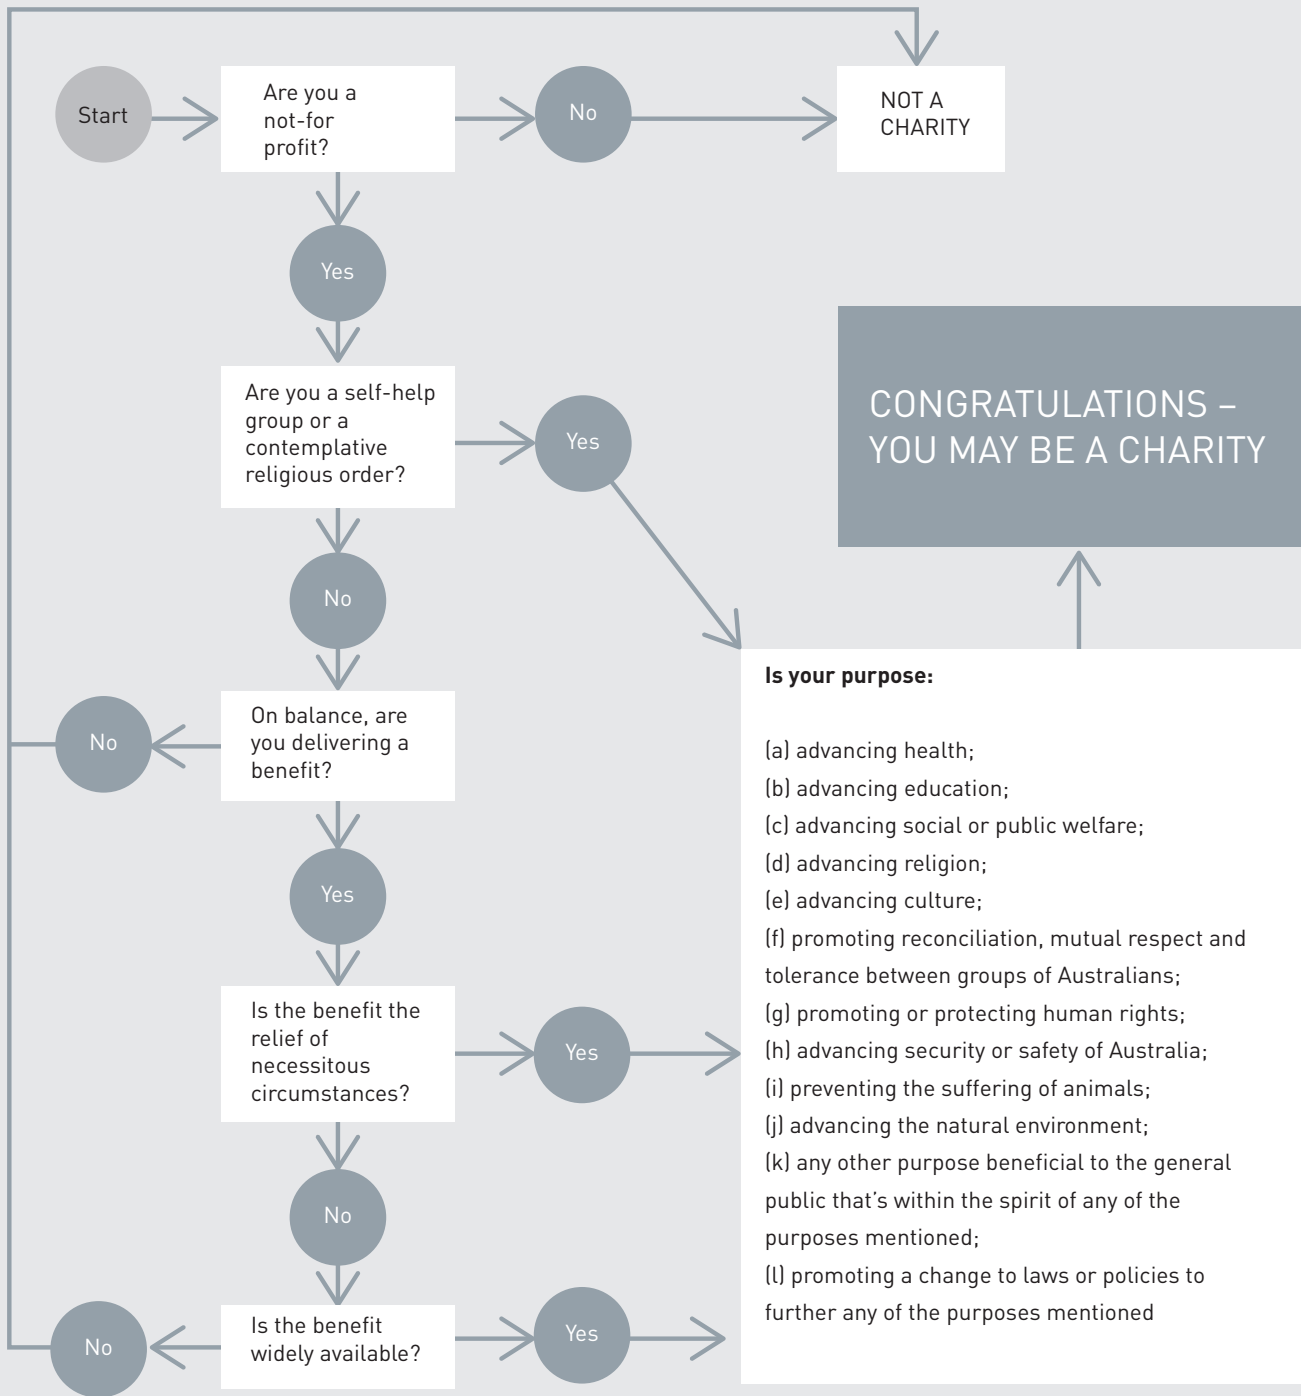 Start
Are you a
not-for
profit?
No
NOT A
CHARITY
Yes
Are you a self-help
group or a
contemplative
religious order?
Yes
CONGRATULATIONS –
YOU MAY BE A CHARITY
No
On balance, are
you delivering a
benefit?
No
Yes
Is the benefit the
relief of
necessitous
circumstances?
Yes
No
Is the benefit
widely available?
No
Yes
Is your purpose:
(a) advancing health;
(b) advancing education;
(c) advancing social or public welfare;
(d) advancing religion;
(e) advancing culture;
(f) promoting reconciliation, mutual respect and
tolerance between groups of Australians;
(g) promoting or protecting human rights;
(h) advancing security or safety of Australia;
(i) preventing the suffering of animals;
(j) advancing the natural environment;
(k) any other purpose beneficial to the general
public that’s within the spirit of any of the
purposes mentioned;
(l) promoting a change to laws or policies to
further any of the purposes mentioned